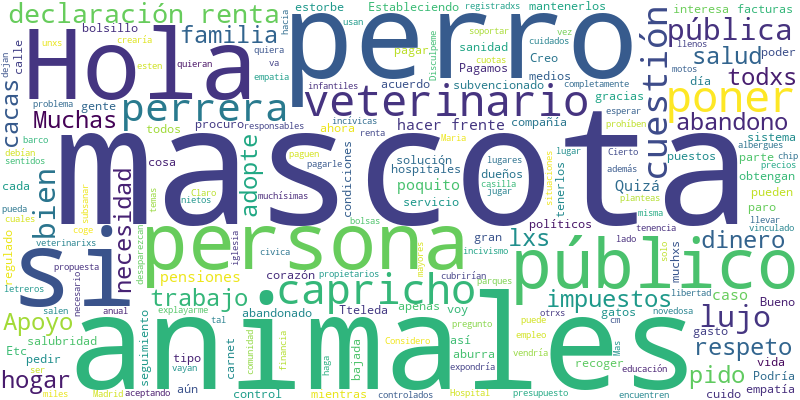 declaración renta
bolsillo
familia
estorbe
hacia
Estableciendo
usan
registradxs
mantenerlos
interesa
facturas
pública
llenos
poder
dejan
unxs
crearia
esten
quieran
quiera
va
empatia
Hola
perro
Disculpeme
pagar
Pagamos
soportar
cuotas
sanidad
cuidados
vez
Creo
medios
subvencionado
completamente
cuestión
salud
todxs
motos
día
prohiben
poner
cacas
calle
perrera
veterinario
gracias
esperar
Muchas
gente
infantiles
acuerdo
problema
todos
procuro
responsables
ahora
incívicas
hacer frente
compañía
renta
María
abandono
sistema
albergues
barco
debían
sentidos
cosa
paguen
pagarle
solución
hospitales
lugares
dueños
lugar
Cierto
además
puestos
parte
chip
precios
mascota
cada
bien
necesidad
Claro
nietos
muchísimas
adopte
condiciones
poquito
servicio
casilla
jugar
situaciones
tenerlos
Quizá
planteas
misma
obtengan
pueden
paro
llevar
vinculado
pueda
cuales
regulado
veterinarixs
subsanar
coge
temas
desaparezcan
bolsas
iglesia
persona
políticos
gran
lxs
lado
tenencia
muchxs
solo
dinero
si
público
letreros
propuesta
necesario
pensiones
civica
corazón
propietarios
mayores
incivismo
cubrirían
parques
libertad
novedosa
salen
anual
explayarme
trabajo
capricho
impuestos
caso
Bueno
Apoyo
miles
Madrid
tal
abandonado
Tteleda
apenas
voy
otrxs
gatos
cm
lujo
gasto
salubridad
seguimiento
tipo
carnet
comunidad
financia
bajada
Considero
pregunto
así
puede
empleo
Mas
respeto
Etc
pedir
vayan
haga
aburra
vendría
recoger
educación
pido
vida
Podría
hogar
ser
aceptando
aún
control
mientras
controlados
expondría
Hospital
presupuesto
animales
encuentren
cuido
empatía